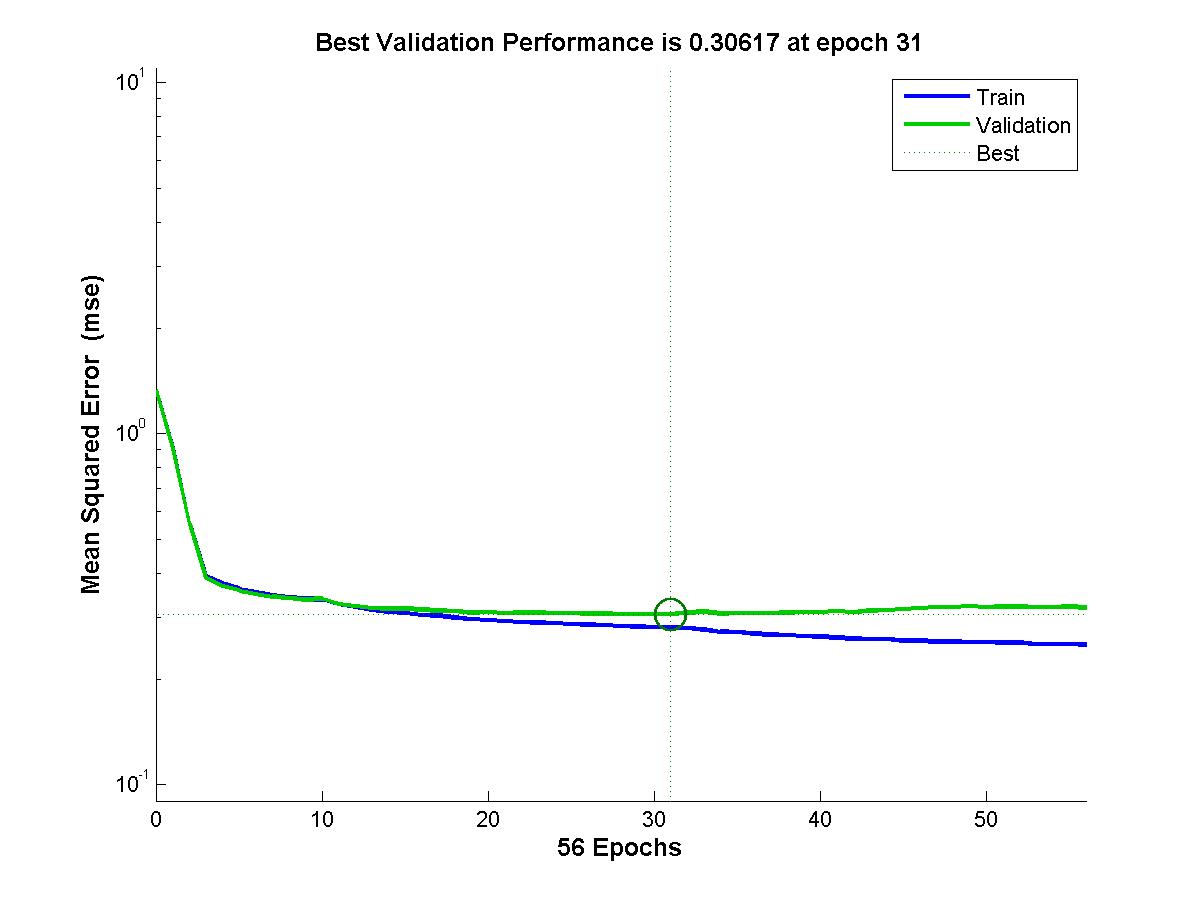 Best Validation Performance is 0.30617 at epoch 31
Train
Validation
Best
Mean Squared Error (mse)
10^1
10^0
10^-1
0 10 20 30 40 50
56 Epochs